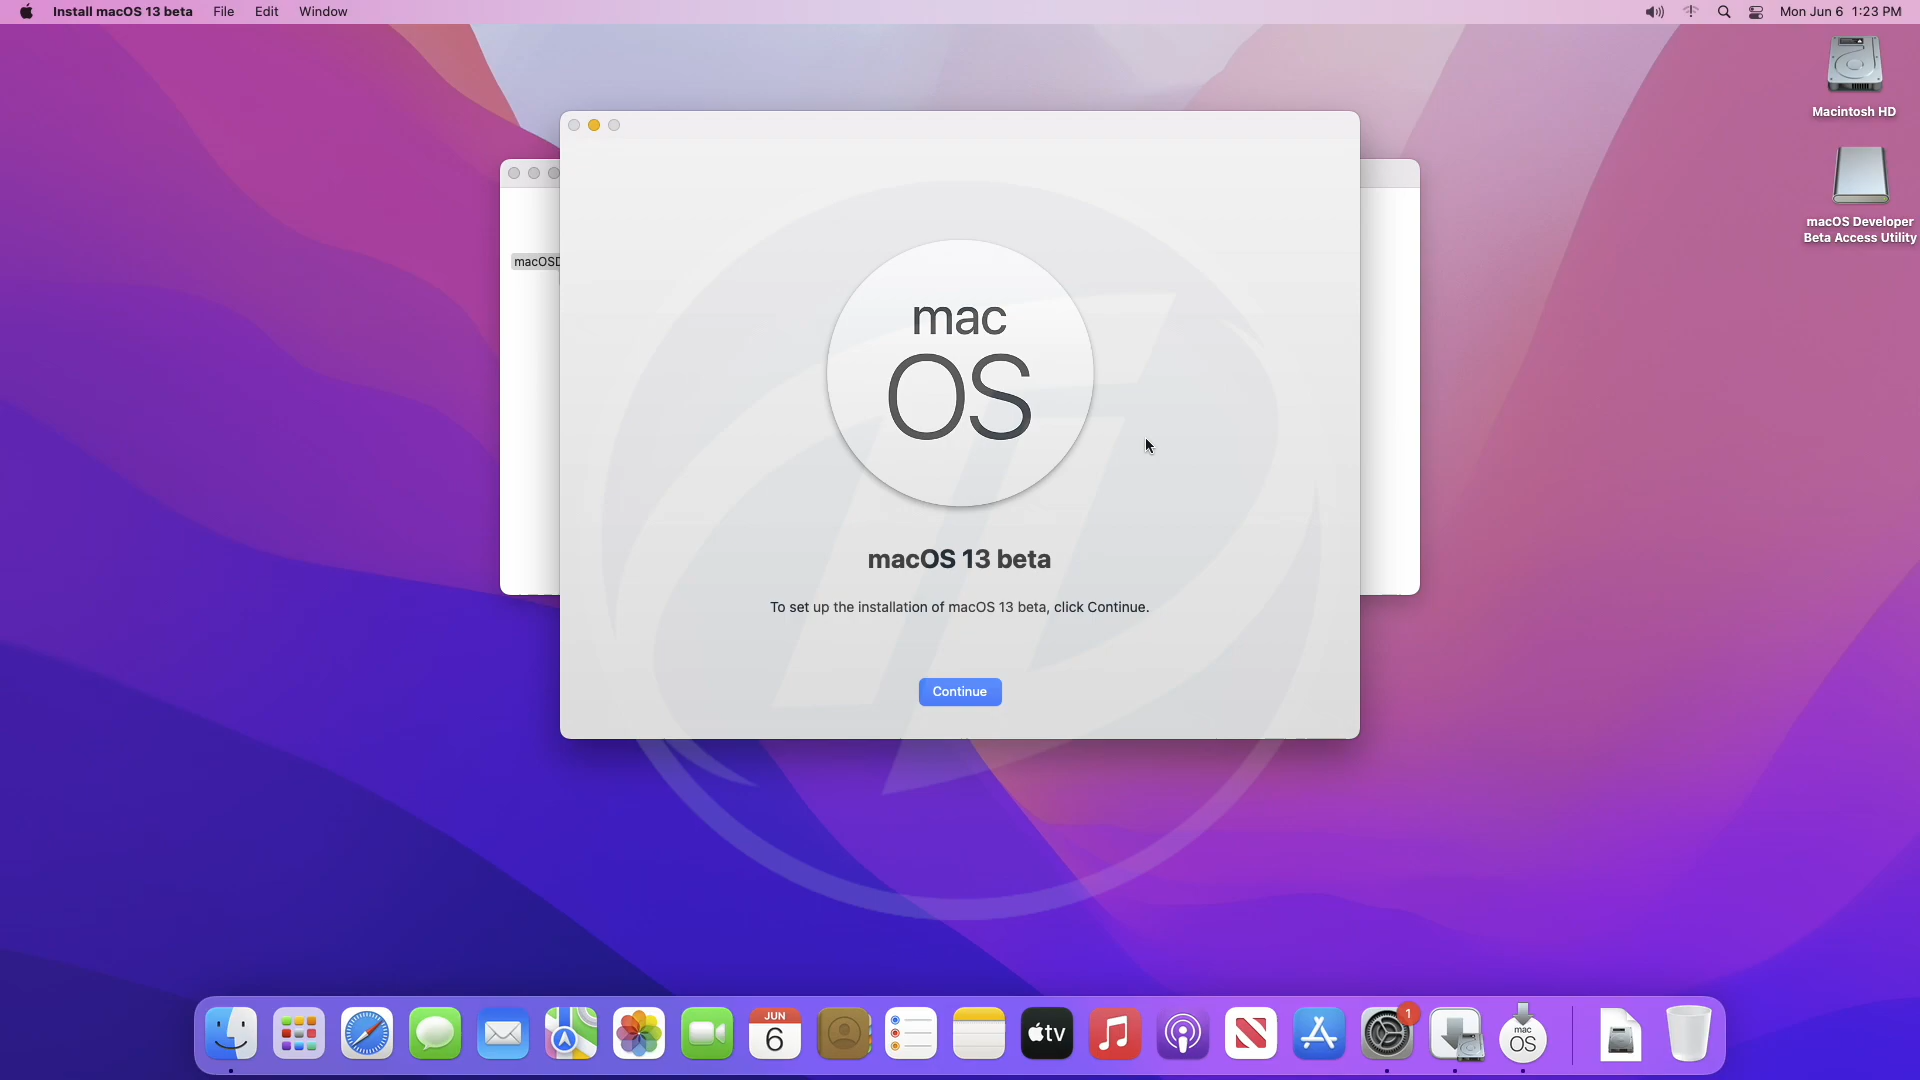 Install macOS 13 beta File Edit Window Mon Jun 6 1:23 PM
Macintosh HD
macOS Developer
Beta Access Utility
macOSD
mac
OS
macOS 13 beta
To set up the installation of macOS 13 beta, click Continue.
Continue
JUN
6
tv
1
mac
OS